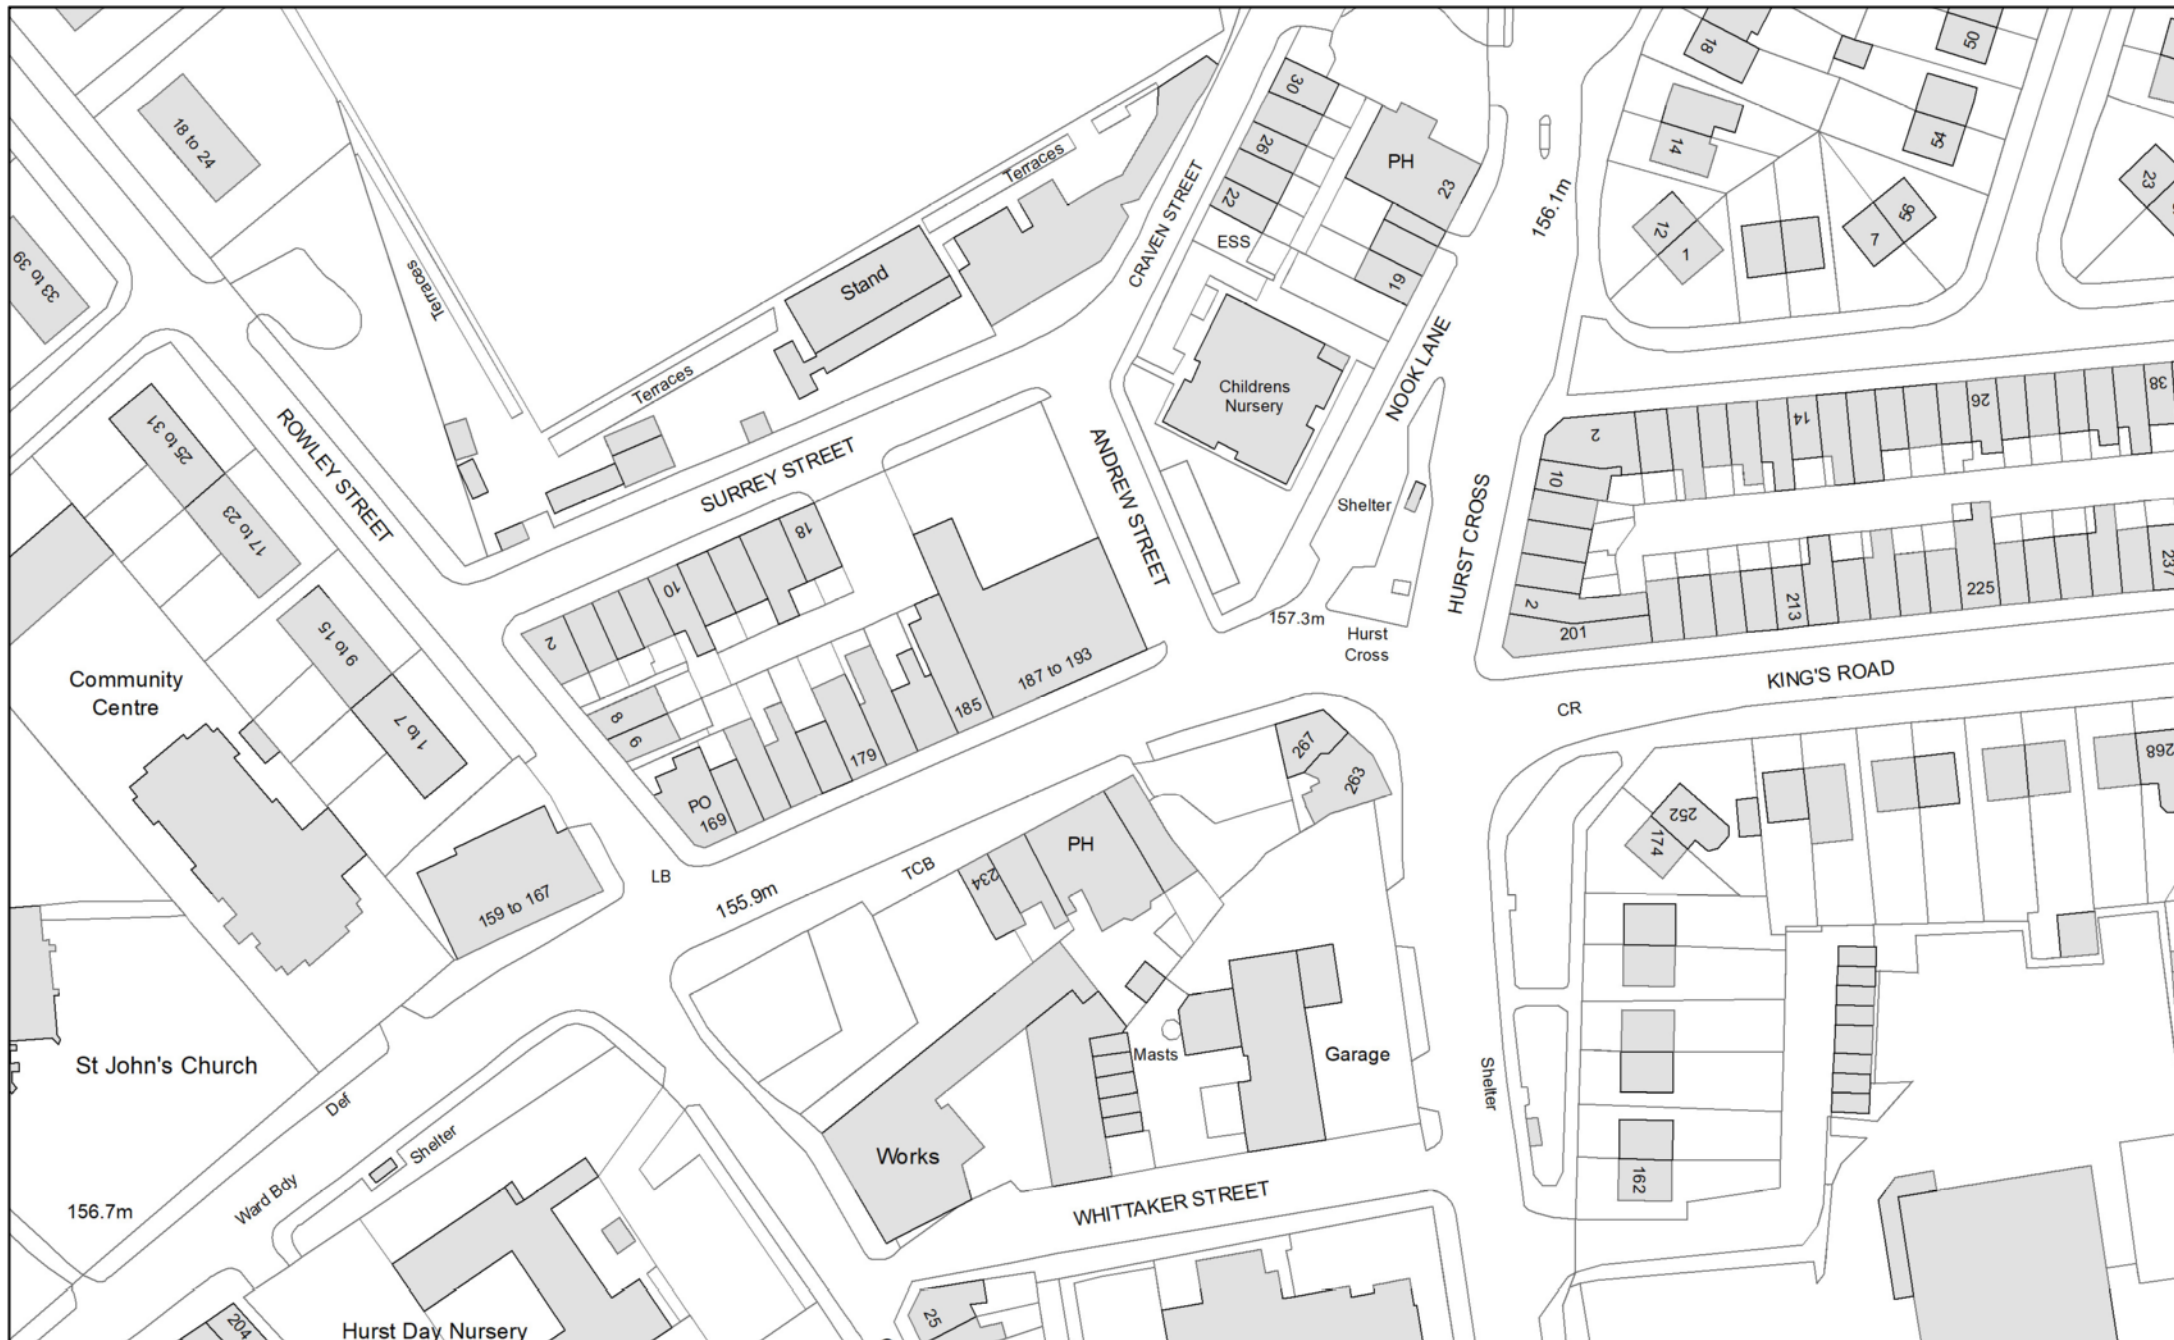 18
50
30
18 to 24
14
54
26
PH
Terraces
23
23
22
CRAVEN STREET
156.1m
56
12
7
1
ESS
33 to 39
Terraces
Stand
19
NOOK LANE
Terraces
38
Childrens
Nursery
26
14
2
25 to 31
ROWLEY STREET
SURREY STREET
ANDREW STREET
10
Shelter
HURST CROSS
17 to 23
18
237
10
225
213
2
157.3m
201
Hurst
Cross
2
9 to 15
187 to 193
KING'S ROAD
Community
Centre
8
6
185
CR
1 to 7
179
267
268
263
PO
169
252
174
PH
TCB
234
LB
155.9m
159 to 167
St John's Church
Masts
Garage
Shelter
Def
Shelter
Works
162
Ward Bdy
WHITTAKER STREET
156.7m
204
Hurst Day Nursery
25